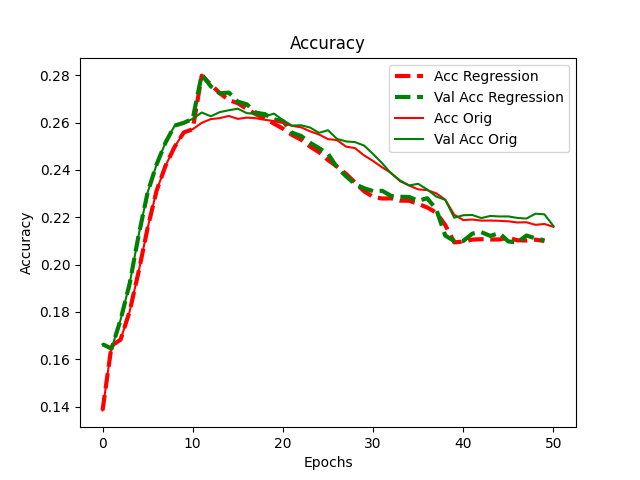 Accuracy
0.28
0.26
0.24
0.22
0.20
0.18
0.16
0.14
Accuracy
Acc Regression
Val Acc Regression
Acc Orig
Val Acc Orig
0
10
20
30
40
50
Epochs